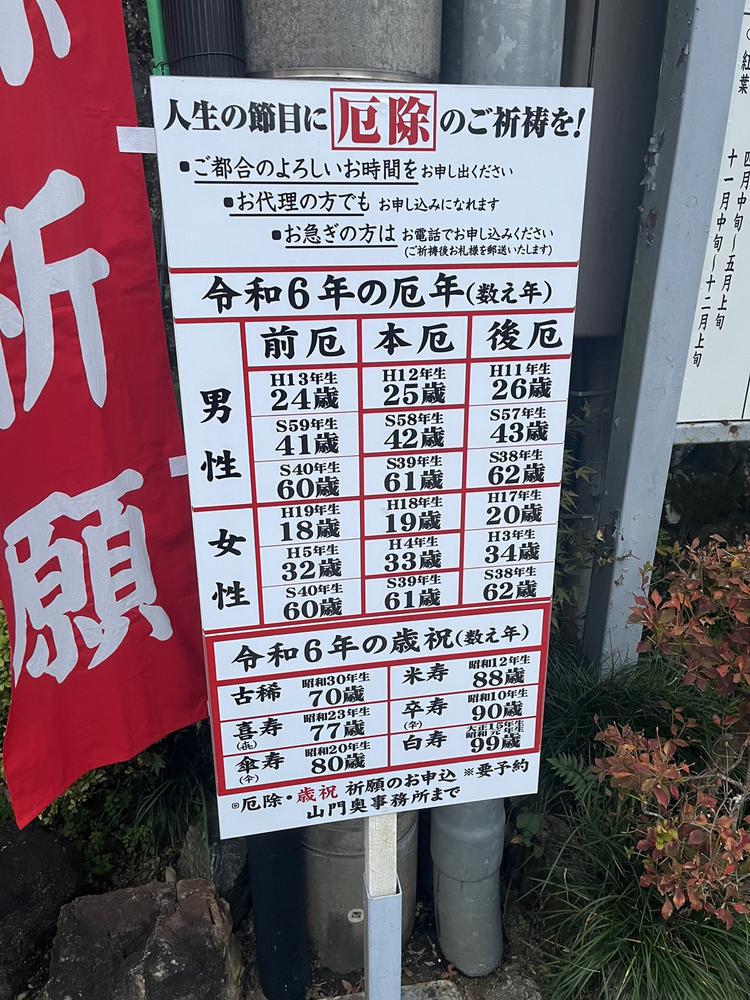 人生の節目に厄除のご祈祷を!
▪ご都合のよろしいお時間をお申し出ください
▪お代理の方でも お申し込みになれます
▪お急ぎの方は お電話でお申し込みください
(ご祈祷後お札様を郵送いたします)
令和6年の厄年(数え年)
前厄 本厄 後厄
男性
H13年生 H12年生 H11年生
24歳 25歳 26歳
S59年生 S58年生 S57年生
41歳 42歳 43歳
S40年生 S39年生 S38年生
60歳 61歳 62歳
女性
H19年生 H18年生 H17年生
18歳 19歳 20歳
H5年生 H4年生 H3年生
32歳 33歳 34歳
S40年生 S39年生 S38年生
60歳 61歳 62歳
令和6年の歳祝(数え年)
古稀 昭和30年生 70歳
喜寿(㐂) 昭和23年生 77歳
傘寿(仐) 昭和20年生 80歳
米寿 昭和12年生 88歳
卒寿(卆) 昭和10年生 90歳
白寿 大正15年生 昭和元年生 99歳
※厄除・歳祝 祈願のお申込 ※要予約
山門奥事務所まで
祈願
紅葉
四月中旬〜五月上旬
十一月中旬〜十二月上旬